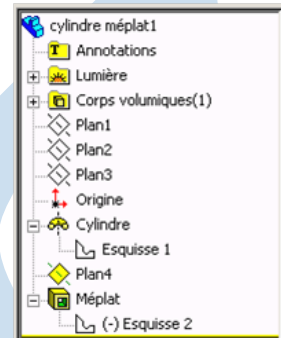 cylindre méplat1
Annotations
Lumière
Corps volumiques(1)
Plan1
Plan2
Plan3
Origine
Cylindre
Esquisse 1
Plan4
Méplat
(-) Esquisse 2